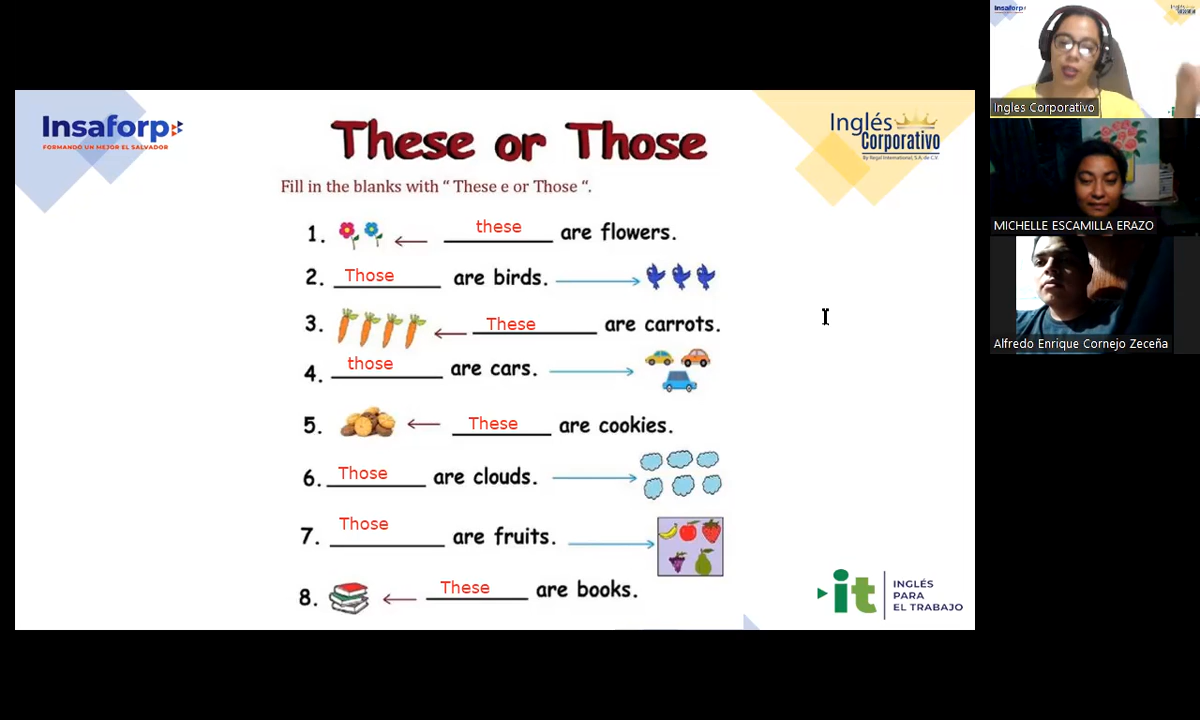 Insaforp
FORMANDO UN MEJOR EL SALVADOR
These or Those
Inglés
Corporativo
By Regal International, S.A. de C.V.
Fill in the blanks with “ These e or Those “.
1. these are flowers.
2. Those are birds.
3. These are carrots.
4. those are cars.
5. These are cookies.
6. Those are clouds.
7. Those are fruits.
8. These are books.
it INGLÉS
PARA
EL TRABAJO
Insaforp
Ingles Corporativo
MICHELLE ESCAMILLA ERAZO
Alfredo Enrique Cornejo Zeceña